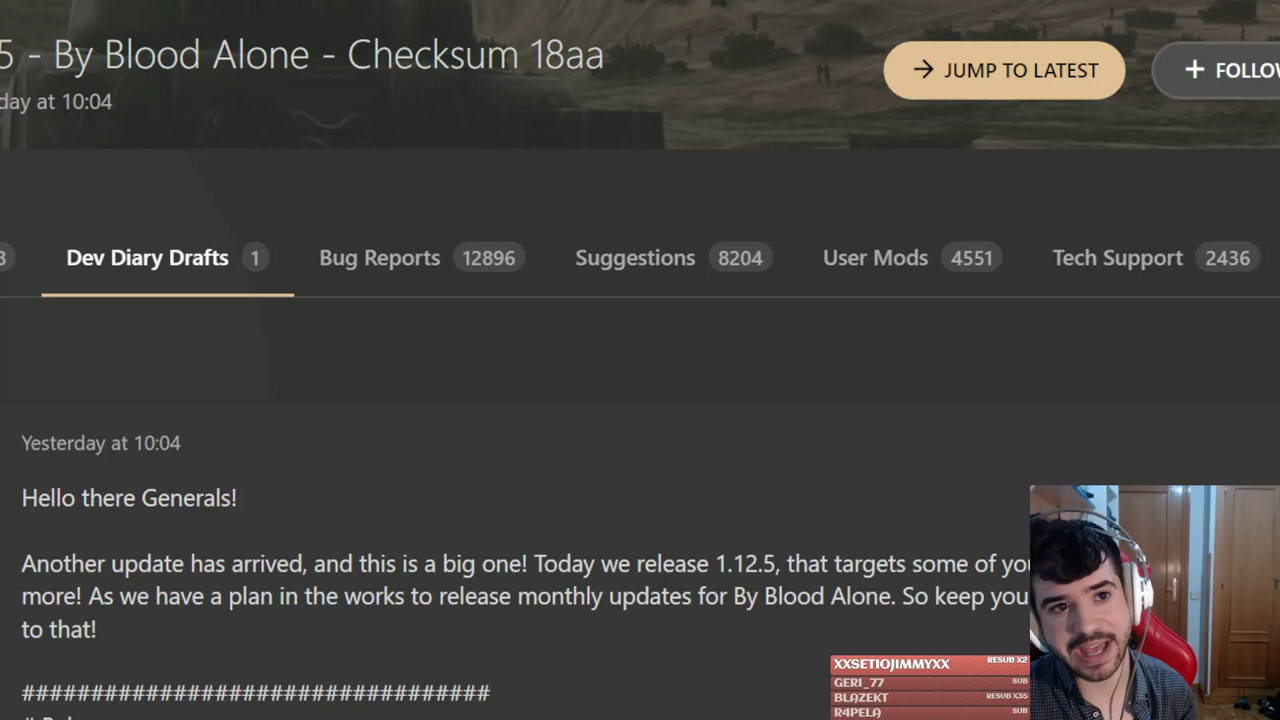 5 - By Blood Alone - Checksum 18aa
day at 10:04
JUMP TO LATEST
FOLLO
3
Dev Diary Drafts 1
Bug Reports 12896
Suggestions 8204
User Mods 4551
Tech Support 2436
Yesterday at 10:04
Hello there Generals!
Another update has arrived, and this is a big one! Today we release 1.12.5, that targets some of you
more! As we have a plan in the works to release monthly updates for By Blood Alone. So keep you
to that!
##################################
XXSETIOJIMMYXX RESUB X2
GERI_77 SUB
BLAZEKT RESUB X35
R4PELA SUB